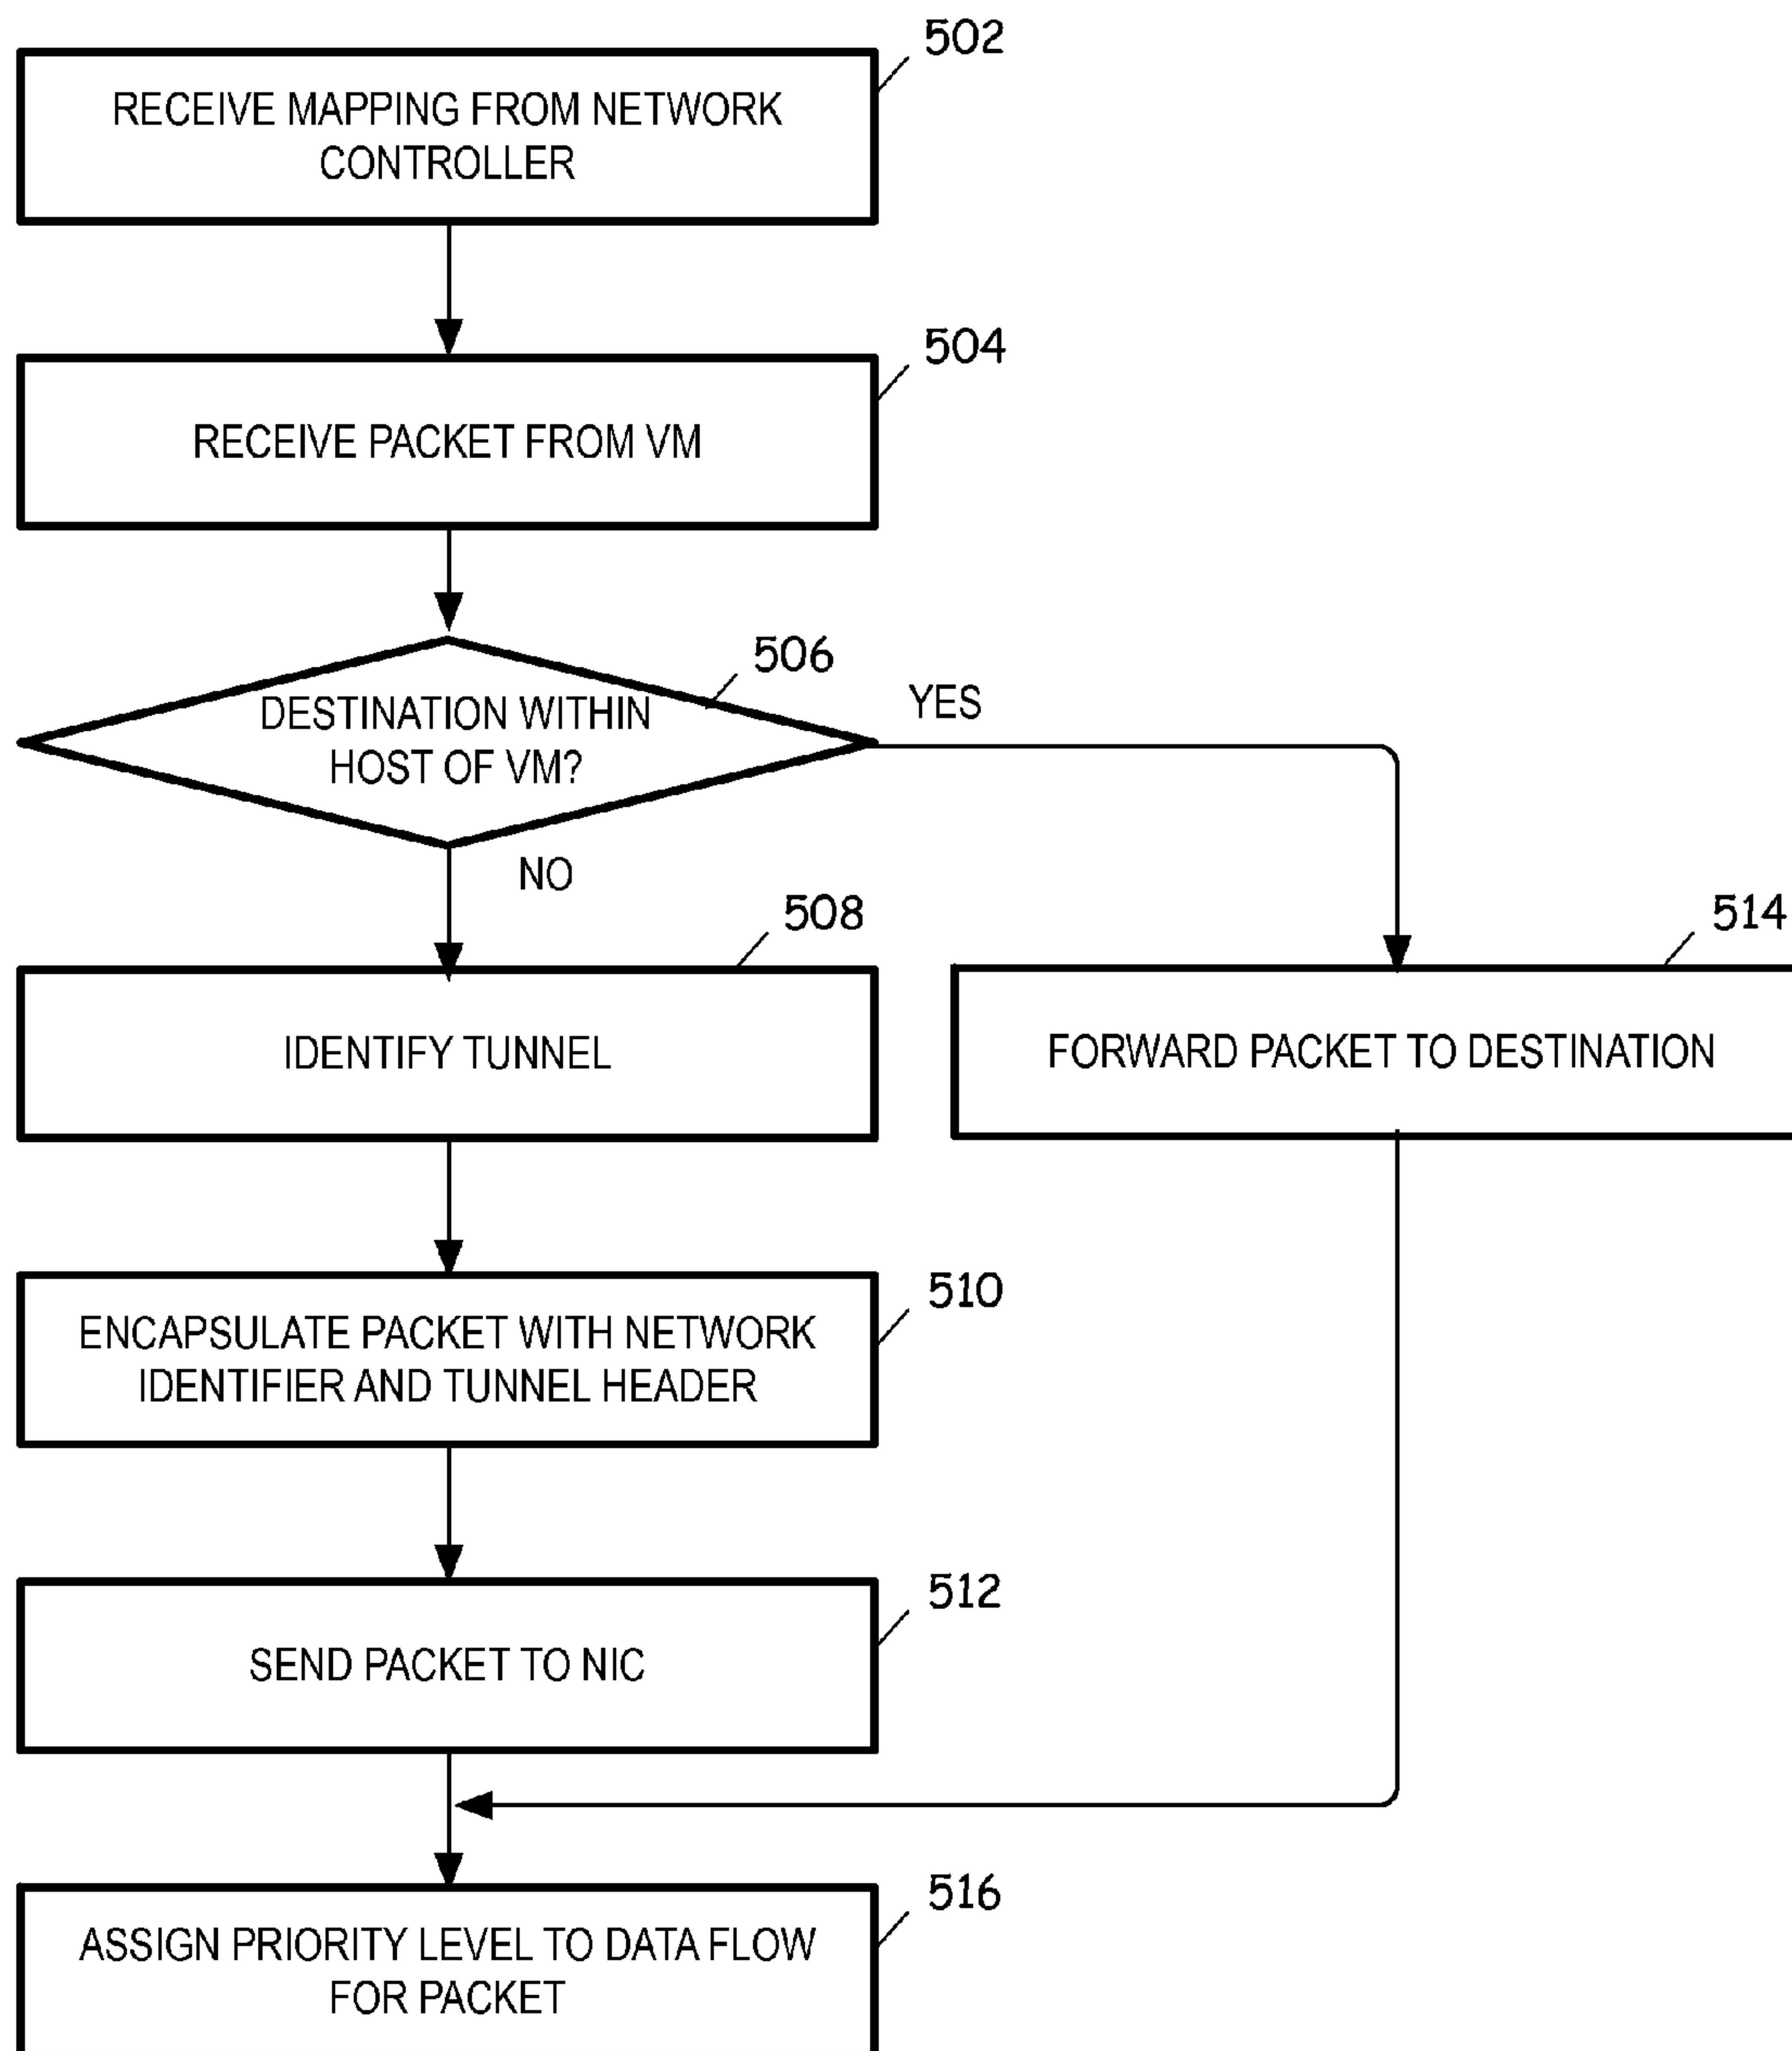 502
RECEIVE MAPPING FROM NETWORK
CONTROLLER
504
RECEIVE PACKET FROM VM
506
DESTINATION WITHIN
HOST OF VM?
YES
NO
508
IDENTIFY TUNNEL
514
FORWARD PACKET TO DESTINATION
510
ENCAPSULATE PACKET WITH NETWORK
IDENTIFIER AND TUNNEL HEADER
512
SEND PACKET TO NIC
516
ASSIGN PRIORITY LEVEL TO DATA FLOW
FOR PACKET